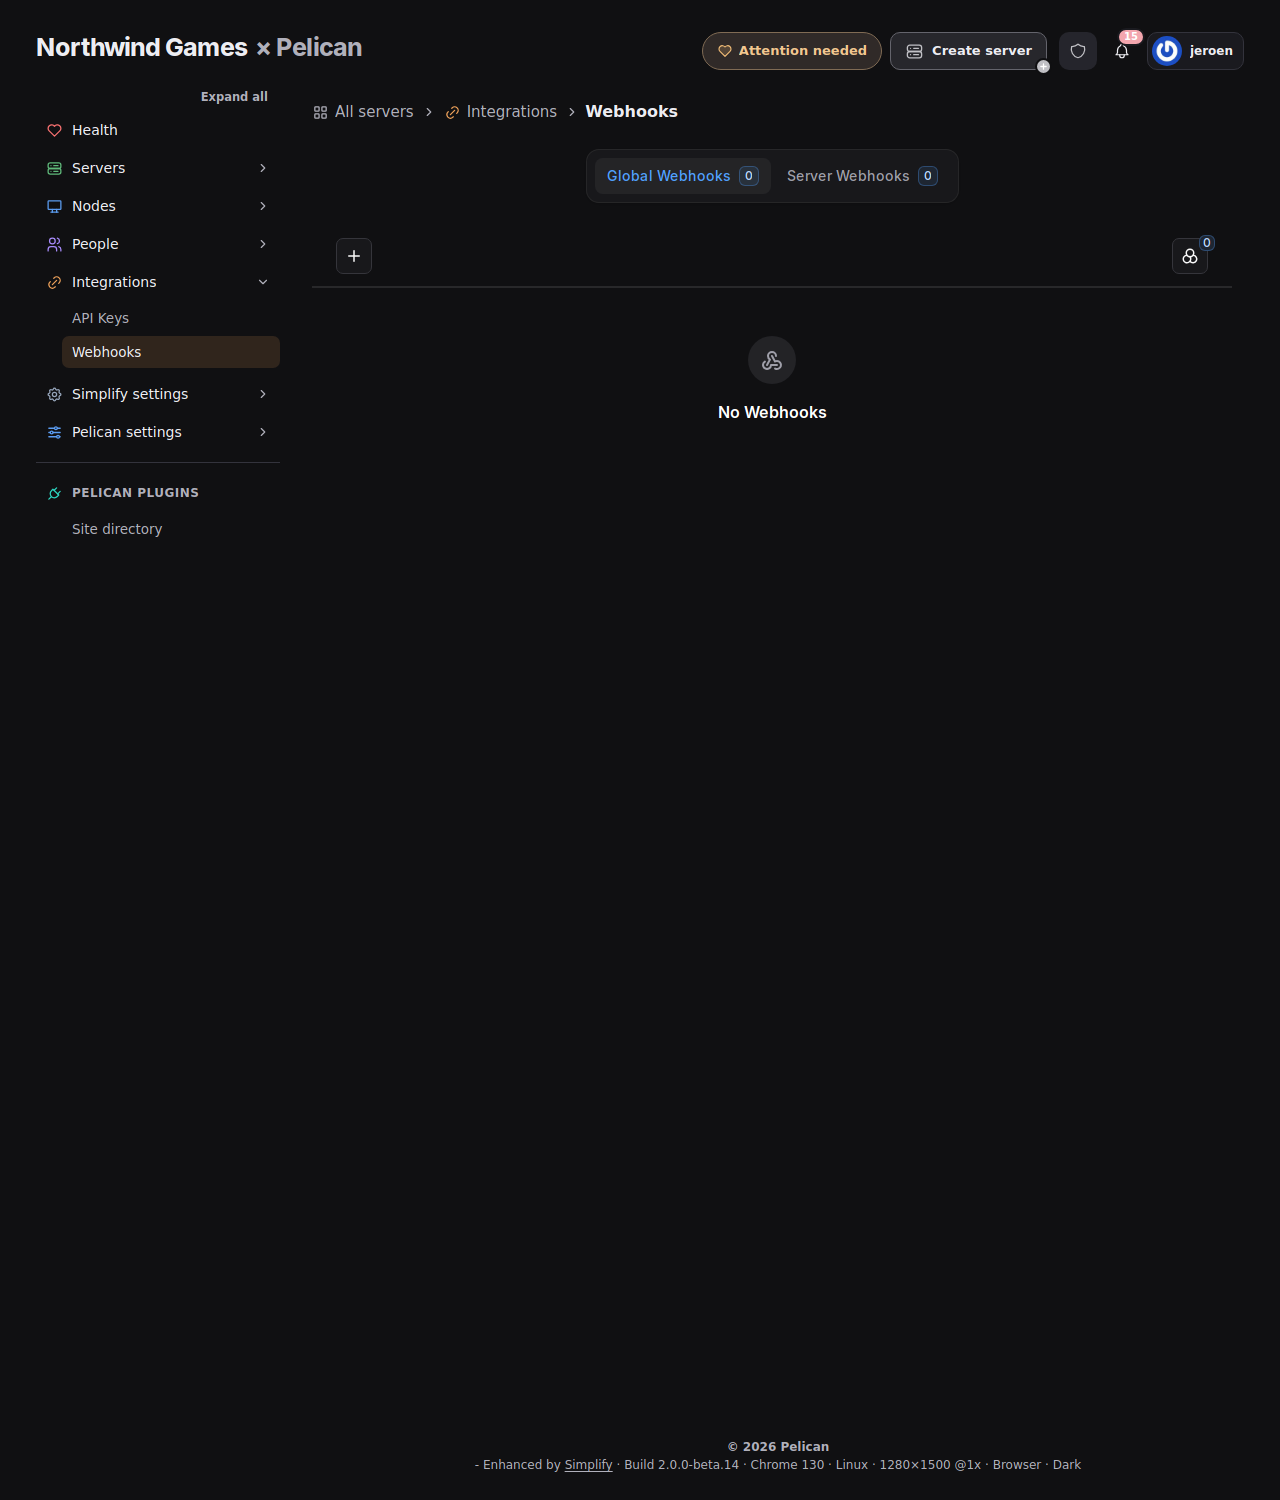 Northwind Games × Pelican
Attention needed
Create server
15
jeroen
Expand all
Health
Servers
Nodes
People
Integrations
API Keys
Webhooks
Simplify settings
Pelican settings
PELICAN PLUGINS
Site directory
All servers > Integrations > Webhooks
Global Webhooks 0 Server Webhooks 0
0
No Webhooks
© 2026 Pelican
- Enhanced by Simplify · Build 2.0.0-beta.14 · Chrome 130 · Linux · 1280×1500 @1x · Browser · Dark